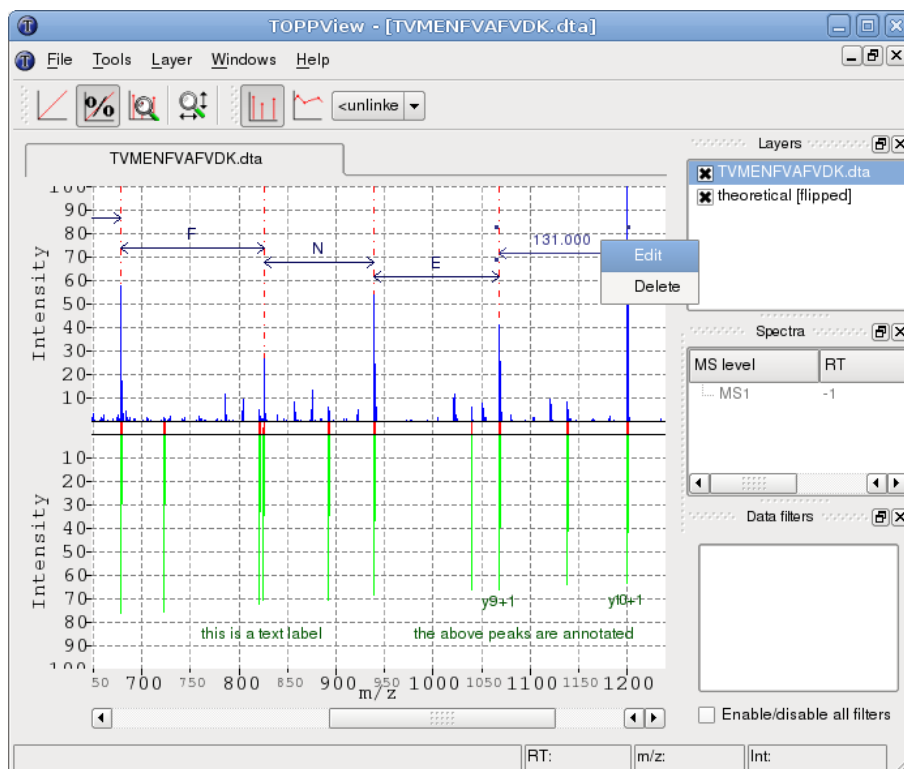 TOPPView - [TVMENFVAFVDK.dta]
File Tools Layer Windows Help
% <unlinke
TVMENFVAFVDK.dta
Layers
TVMENFVAFVDK.dta
theoretical [flipped]
100
90
80
70
60
50
40
30
20
10
Intensity
F
N
E
131.000
Edit
Delete
Spectra
MS level RT
MS1 -1
10
20
30
40
50
60
70
80
90
100
Intensity
y9+1 y10+1
this is a text label the above peaks are annotated
50 700 750 800 850 900 950 1000 1050 1100 1150 1200
m/z
Data filters
Enable/disable all filters
RT: m/z: Int: